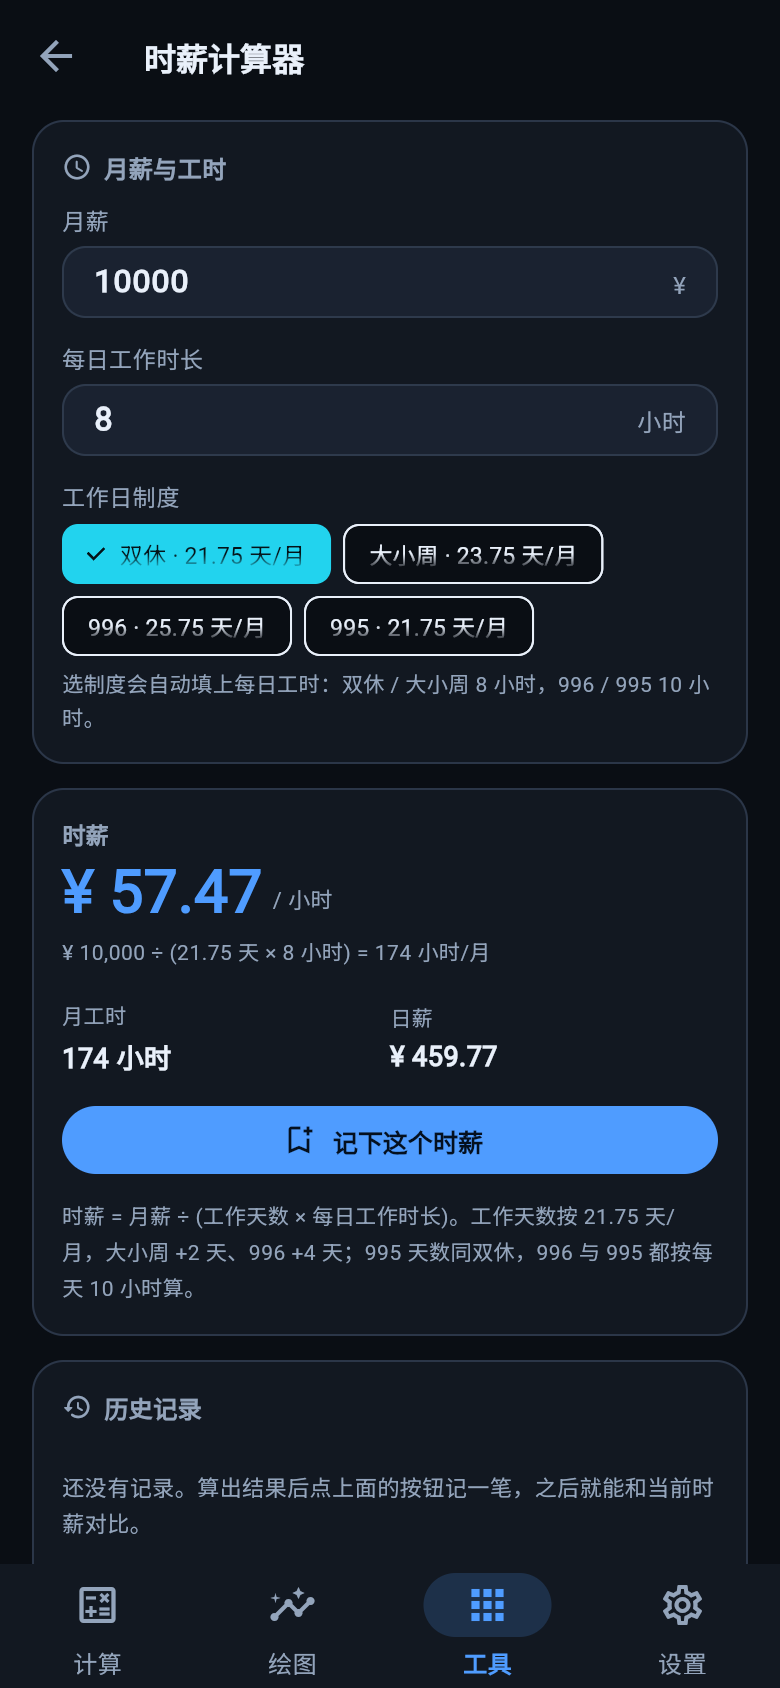 时薪计算器
月薪与工时
月薪
10000 ¥
每日工作时长
8 小时
工作日制度
双休 · 21.75 天/月 大小周 · 23.75 天/月
996 · 25.75 天/月 995 · 21.75 天/月
选制度会自动填上每日工时：双休 / 大小周 8 小时，996 / 995 10 小
时。
时薪
¥ 57.47 / 小时
¥ 10,000 ÷ (21.75 天 × 8 小时) = 174 小时/月
月工时 日薪
174 小时 ¥ 459.77
记下这个时薪
时薪 = 月薪 ÷ (工作天数 × 每日工作时长)。工作天数按 21.75 天/
月，大小周 +2 天、996 +4 天；995 天数同双休，996 与 995 都按每
天 10 小时算。
历史记录
还没有记录。算出结果后点上面的按钮记一笔，之后就能和当前时
薪对比。
计算 绘图 工具 设置